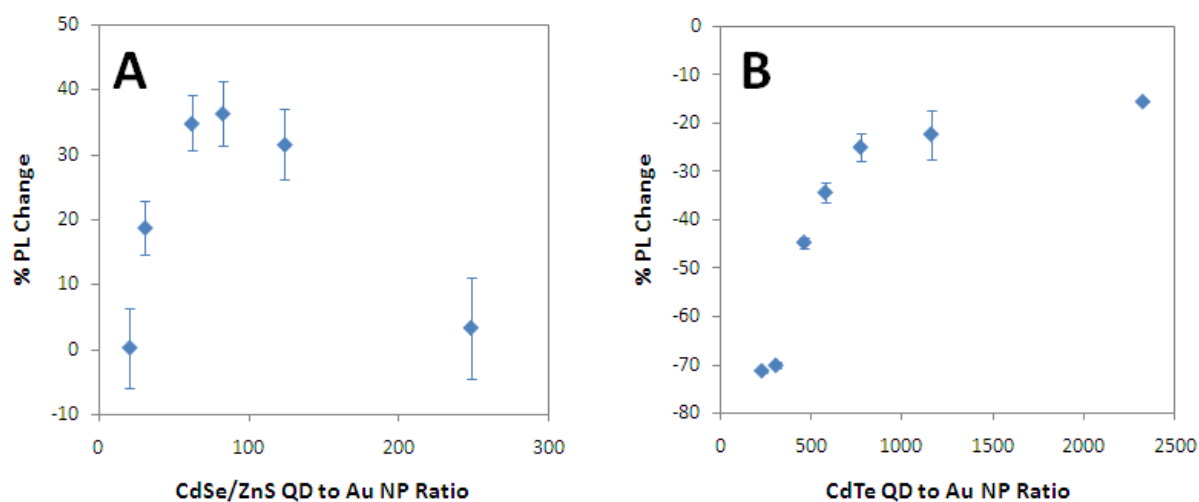 A
% PL Change
50
40
30
20
10
0
-10
0 100 200 300
CdSe/ZnS QD to Au NP Ratio
B
% PL Change
0
-10
-20
-30
-40
-50
-60
-70
-80
0 500 1000 1500 2000 2500
CdTe QD to Au NP Ratio